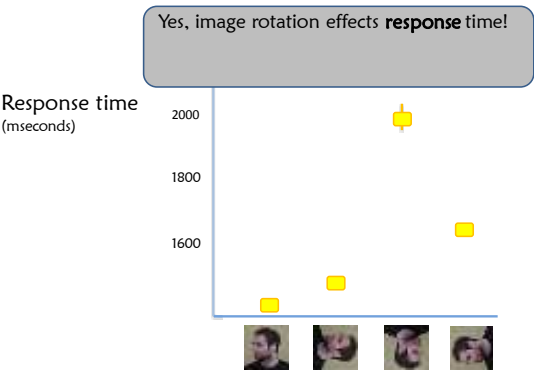 Yes, image rotation effects response time!
Response time
(mseconds)
2000
1800
1600